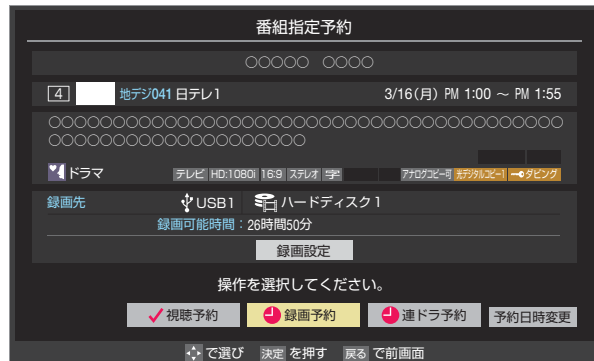 番組指定予約
○○○○○ ○○○○
4 地デジ041 日テレ1 3/16(月) PM 1:00 ～ PM 1:55
○○○○○○○○○○○○○○○○○○○○○○○○○○○○○○○○○○○○○○○○
○○○○○○○○○○○○○○○○○○○○
ドラマ テレビ HD:1080i 16:9 ステレオ 字 アナログコピー可 光デジタルコピー1 ダビング
録画先 USB1 ハードディスク1
録画可能時間：26時間50分
録画設定
操作を選択してください。
視聴予約 録画予約 連ドラ予約 予約日時変更
で選び 決定 を押す 戻る で前画面